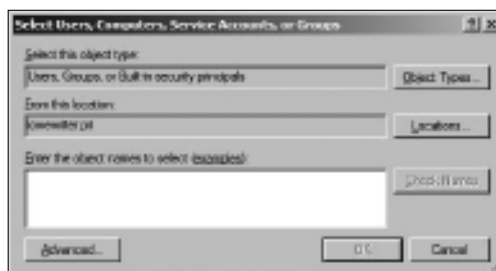 Select Users, Computers, Service Accounts, or Groups
Select this object type:
Users, Groups, or Built-in security principals
Object Types...
From this location:
Locations...
Enter the object names to select (examples):
Check Names
Advanced...
OK
Cancel